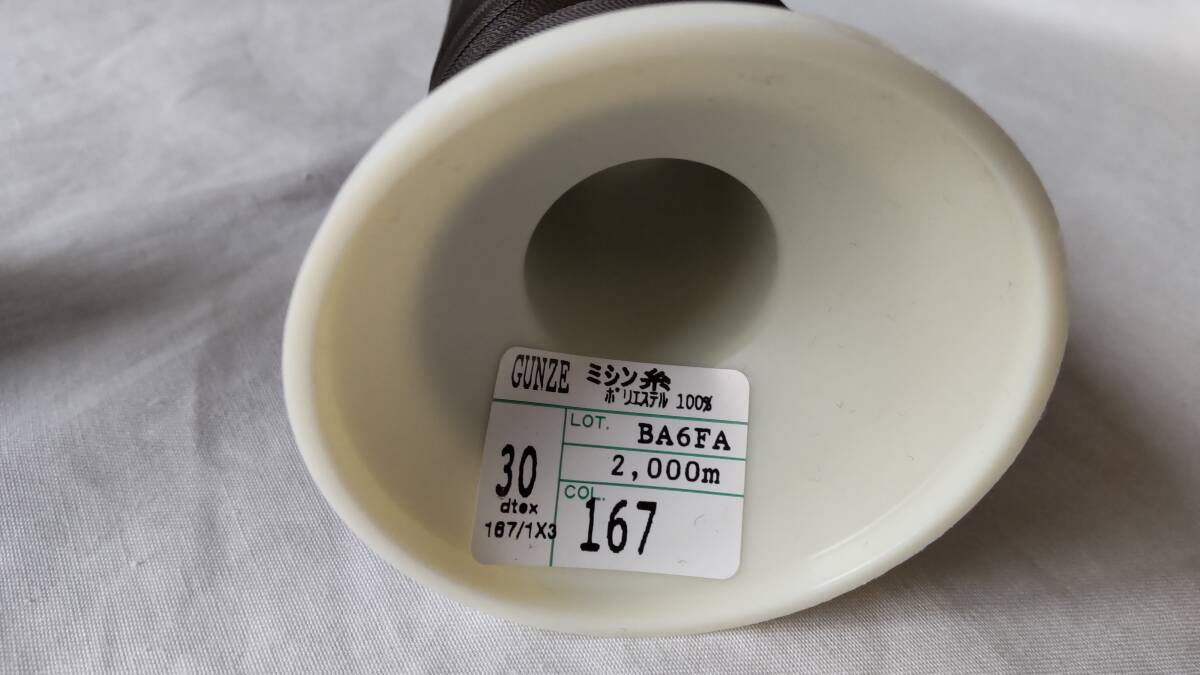 GUNZE ミシン糸
ポリエステル 100%
LOT. BA6FA
2,000m
30
dtex
167/1X3
COL.
167